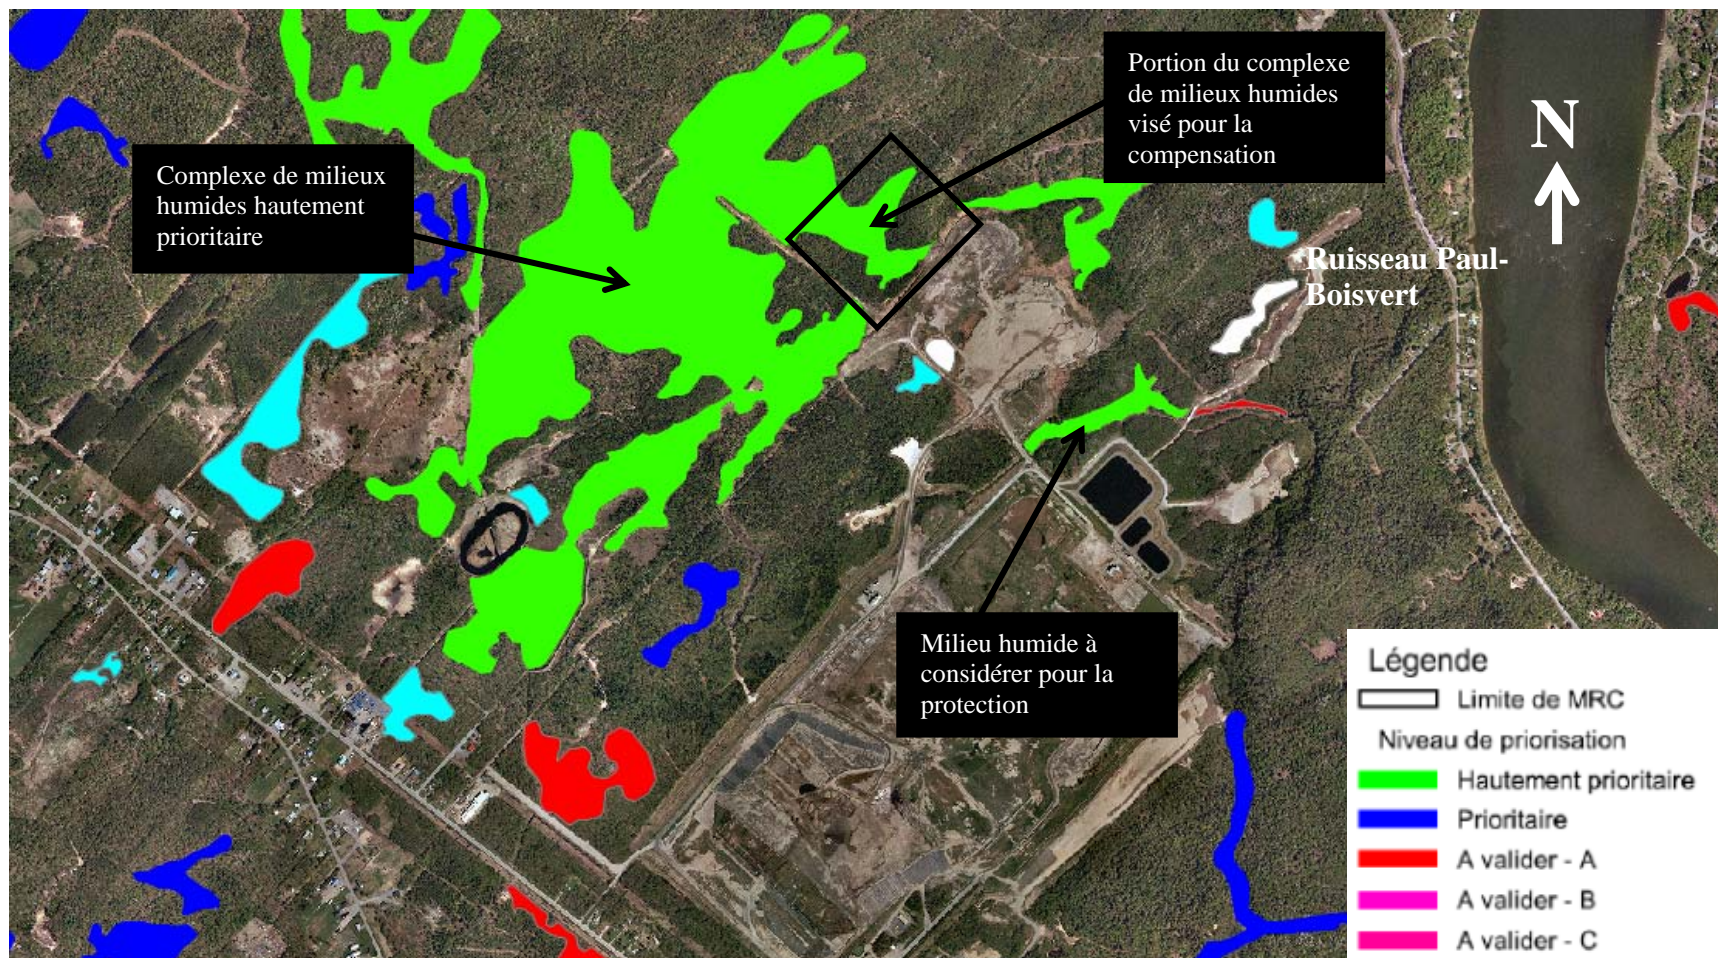 Portion du complexe
de milieux humides
visé pour la
compensation
N
Complexe de milieux
humides hautement
prioritaire
Ruisseau Paul-
Boisvert
Milieu humide à
considérer pour la
protection
Légende
Limite de MRC
Niveau de priorisation
Hautement prioritaire
Prioritaire
A valider - A
A valider - B
A valider - C